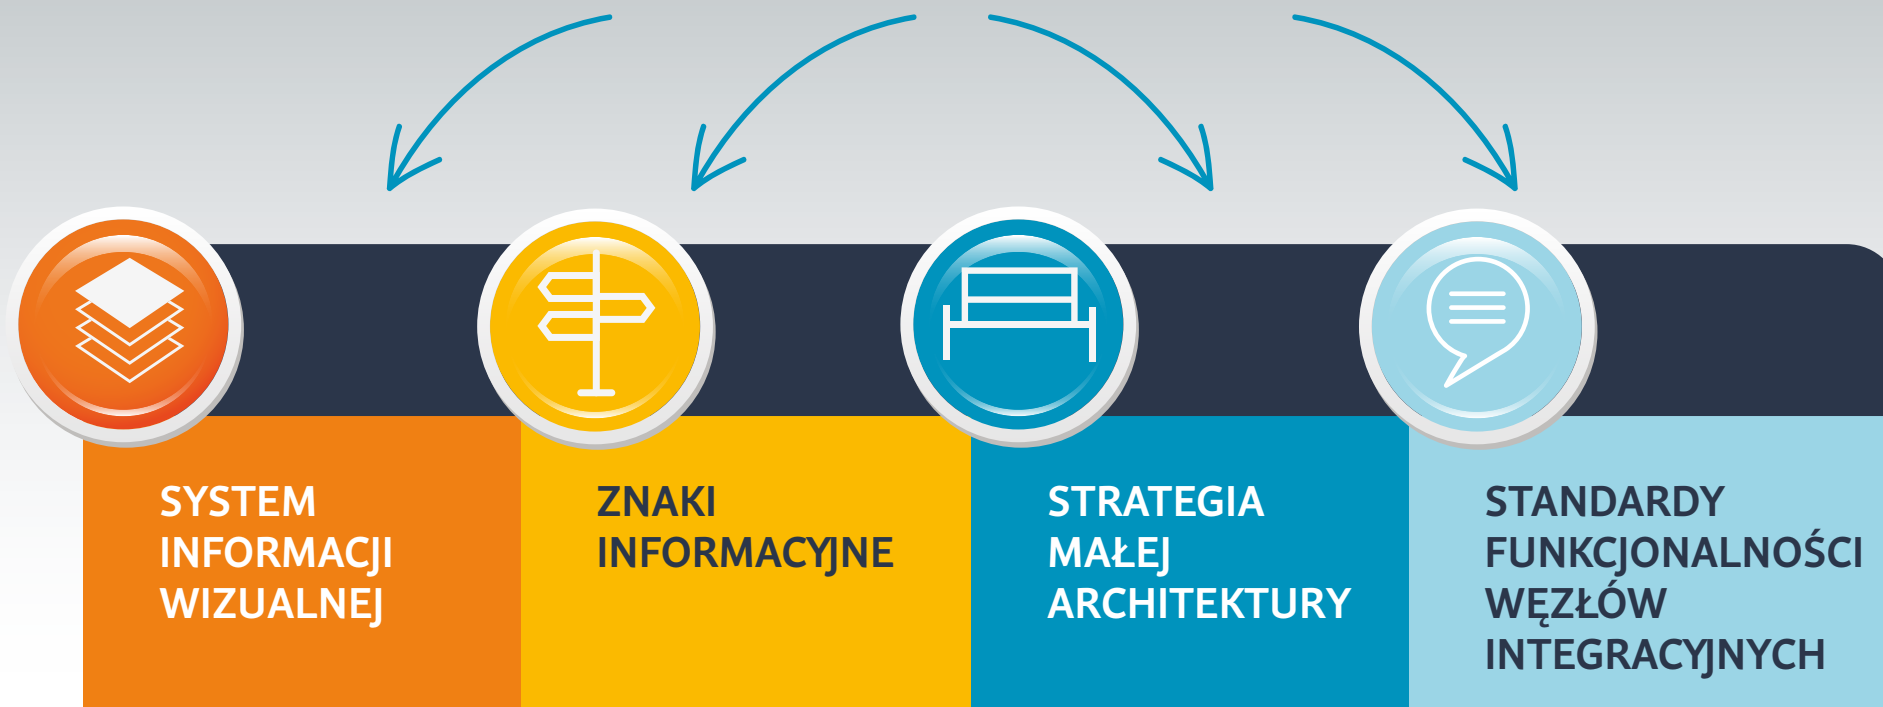 SYSTEM
INFORMACJI
WIZUALNEJ
ZNAKI
INFORMACYJNE
STRATEGIA
MAŁEJ
ARCHITEKTURY
STANDARDY
FUNKCJONALNOŚCI
WĘZŁÓW
INTEGRACYJNYCH